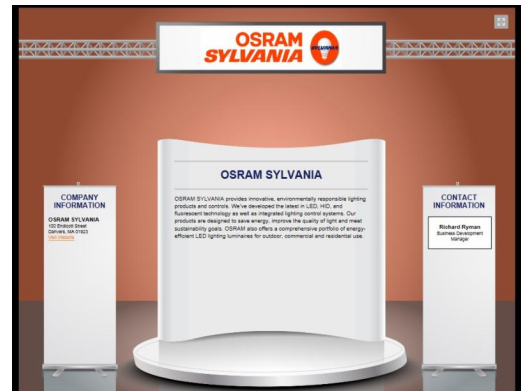 OSRAM
SYLVANIA
SYLVANIA
OSRAM SYLVANIA
OSRAM SYLVANIA provides innovative, environmentally responsible lighting
products and controls. We've developed the latest in LED, HID, and
fluorescent technology as well as integrated lighting control systems. Our
products are designed to save energy, improve the quality of light and meet
sustainability goals. OSRAM also offers a comprehensive portfolio of energy-
efficient LED lighting luminaires for outdoor, commercial and residential use.
COMPANY
INFORMATION
OSRAM SYLVANIA
100 Endicott Street
Danvers, MA 01923
Visit Website
CONTACT
INFORMATION
Richard Ryman
Business Development
Manager